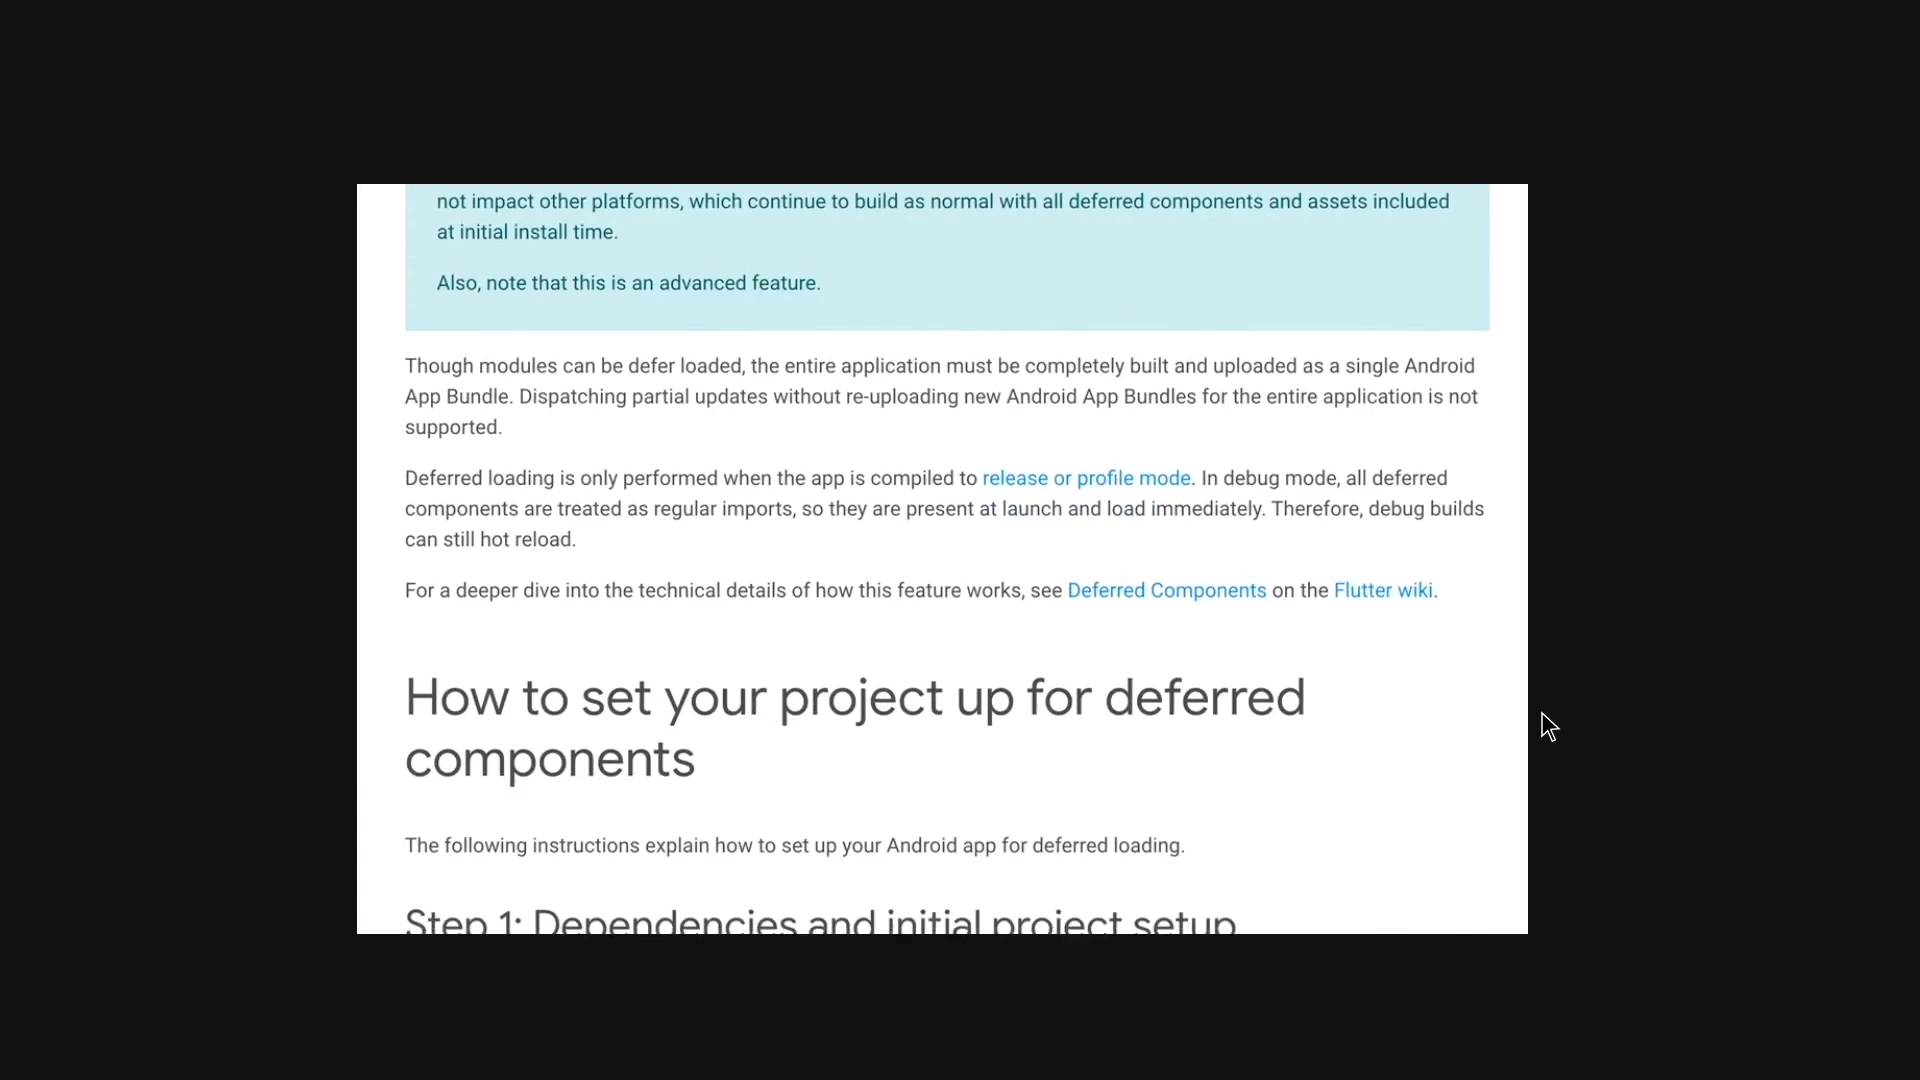 not impact other platforms, which continue to build as normal with all deferred components and assets included
at initial install time.
Also, note that this is an advanced feature.
Though modules can be defer loaded, the entire application must be completely built and uploaded as a single Android
App Bundle. Dispatching partial updates without re-uploading new Android App Bundles for the entire application is not
supported.
Deferred loading is only performed when the app is compiled to release or profile mode. In debug mode, all deferred
components are treated as regular imports, so they are present at launch and load immediately. Therefore, debug builds
can still hot reload.
For a deeper dive into the technical details of how this feature works, see Deferred Components on the Flutter wiki.
How to set your project up for deferred
components
The following instructions explain how to set up your Android app for deferred loading.
Step 1: Dependencies and initial project setup